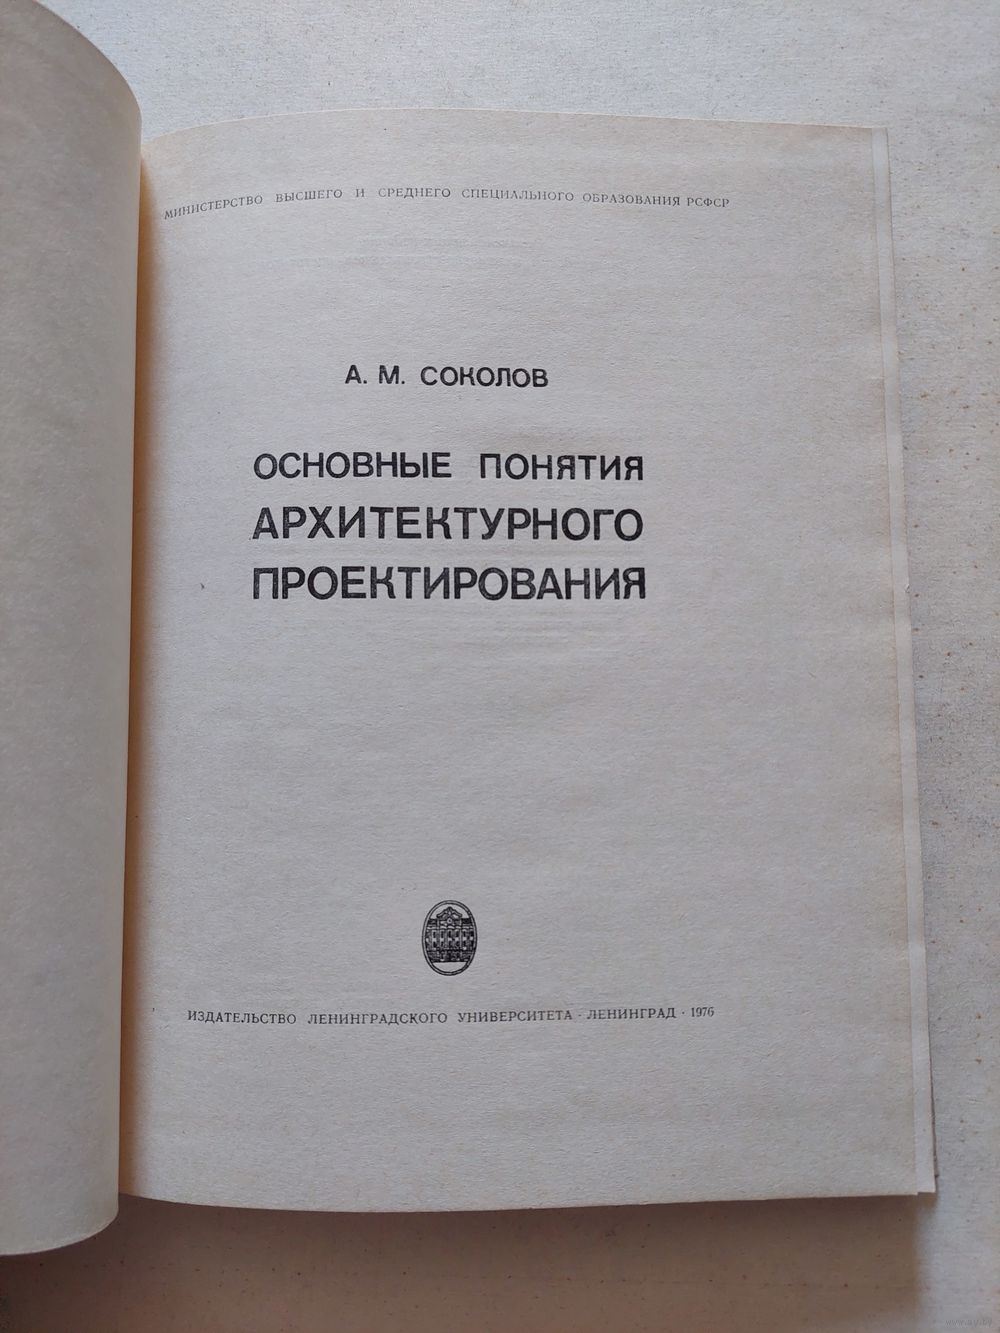 МИНИСТЕРСТВО ВЫСШЕГО И СРЕДНЕГО СПЕЦИАЛЬНОГО ОБРАЗОВАНИЯ РСФСР
А. М. СОКОЛОВ
ОСНОВНЫЕ ПОНЯТИЯ
АРХИТЕКТУРНОГО
ПРОЕКТИРОВАНИЯ
ИЗДАТЕЛЬСТВО ЛЕНИНГРАДСКОГО УНИВЕРСИТЕТА · ЛЕНИНГРАД · 1976